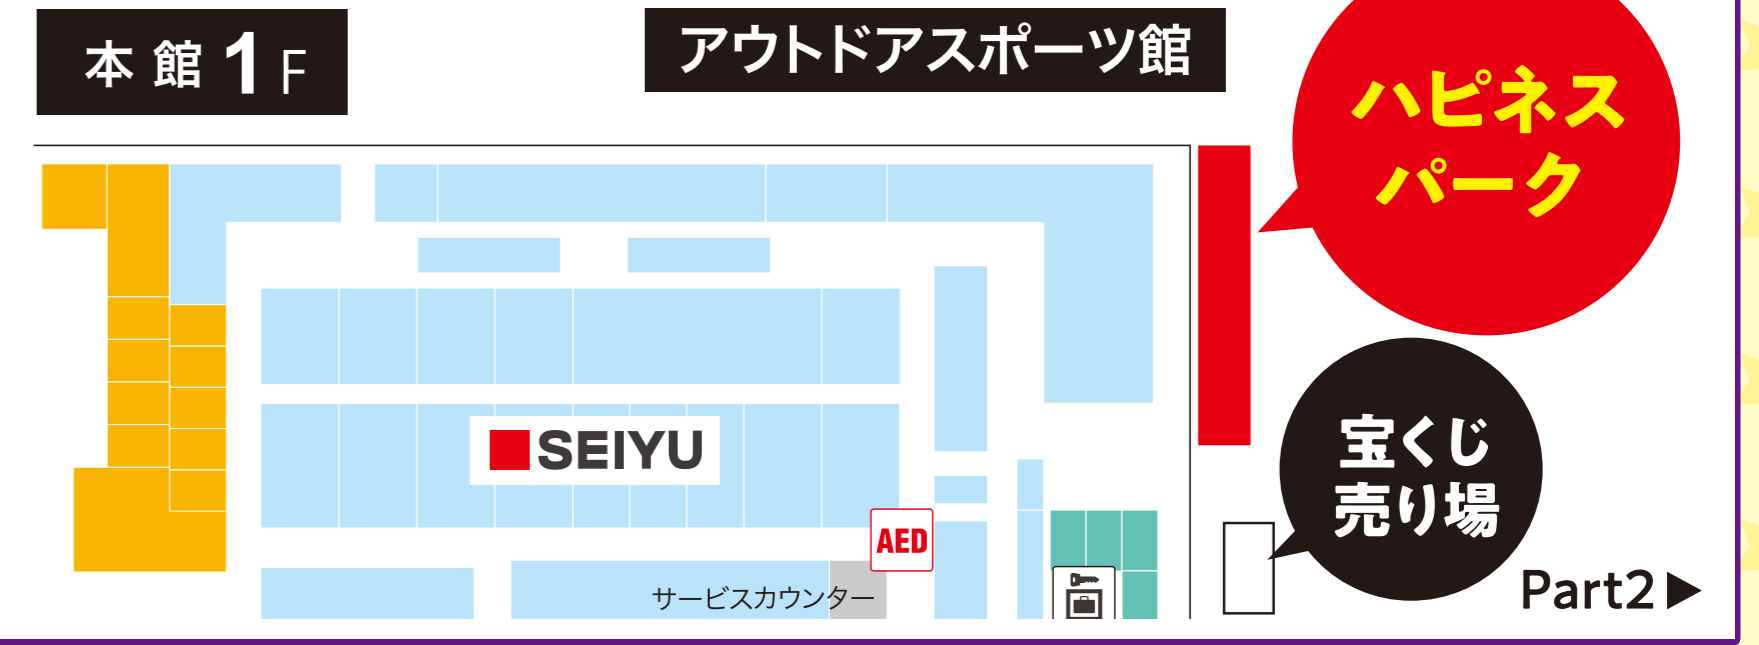 本館1F
アウトドアスポーツ館
ハピネス
パーク
SEIYU
宝くじ
売り場
AED
サービスカウンター
Part2▶